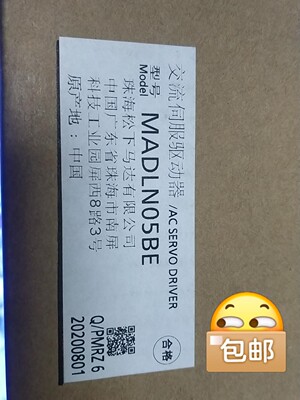 交流伺服驱动器 /AC SERVO DRIVER
型号
Model MADLN05BE
珠海松下马达有限公司
中国广东省珠海市南屏
科技工业园屏西8路3号
原产地：中国
合格
Q/PMRZ 6
20200801
包邮